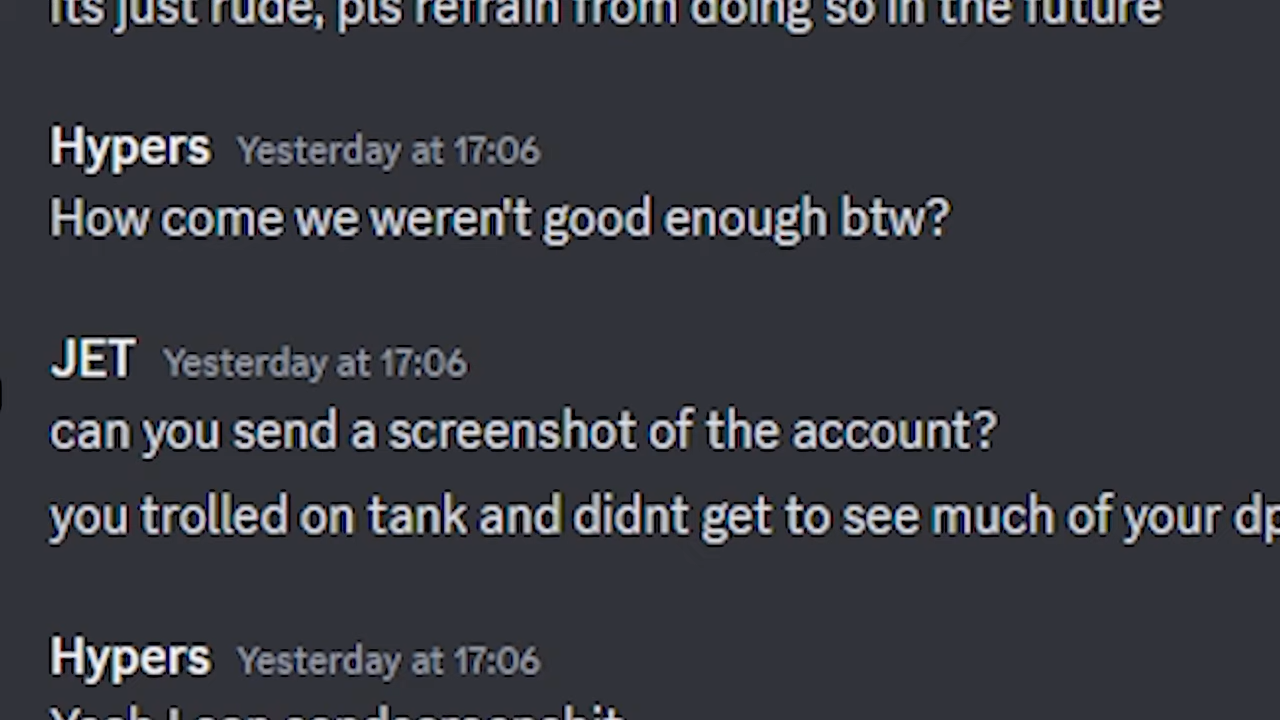 its just rude, pls refrain from doing so in the future
Hypers Yesterday at 17:06
How come we weren't good enough btw?
JET Yesterday at 17:06
can you send a screenshot of the account?
you trolled on tank and didnt get to see much of your dp
Hypers Yesterday at 17:06
Yeah I can